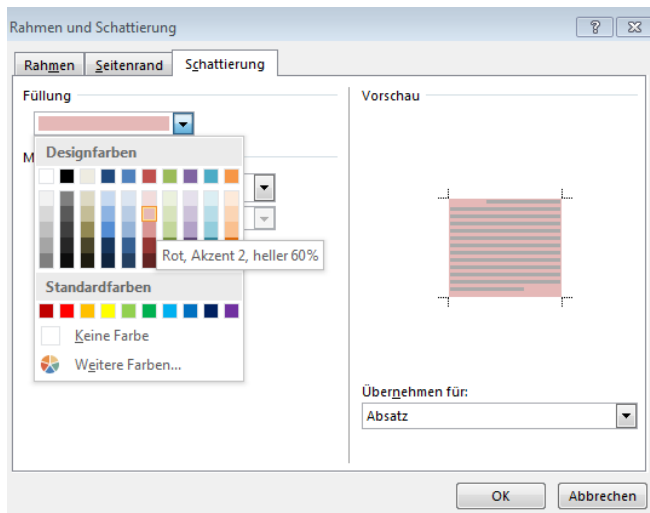 Rahmen und Schattierung
Rahmen Seitenrand Schattierung
Füllung
Vorschau
M
Designfarben
Rot, Akzent 2, heller 60%
Standardfarben
Keine Farbe
Weitere Farben...
Übernehmen für:
Absatz
OK Abbrechen